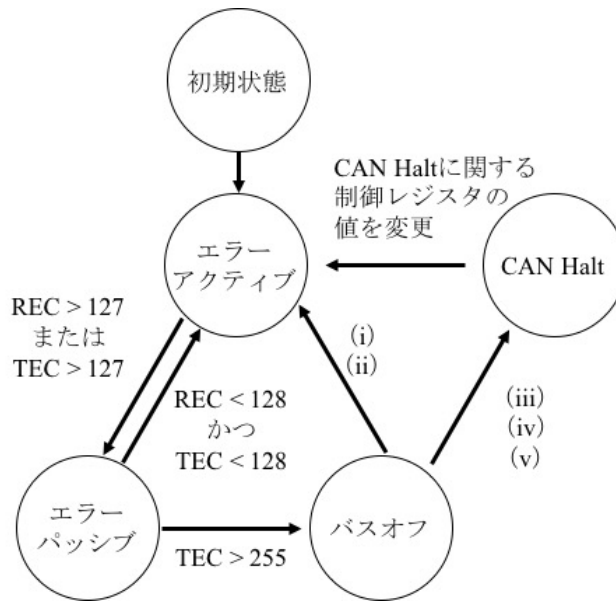 初期状態
CAN Haltに関する
制御レジスタの
値を変更
エラー
アクティブ
CAN Halt
REC > 127
または
TEC > 127
(i)
(ii)
REC < 128
かつ
TEC < 128
(iii)
(iv)
(v)
エラー
パッシブ
TEC > 255
バスオフ